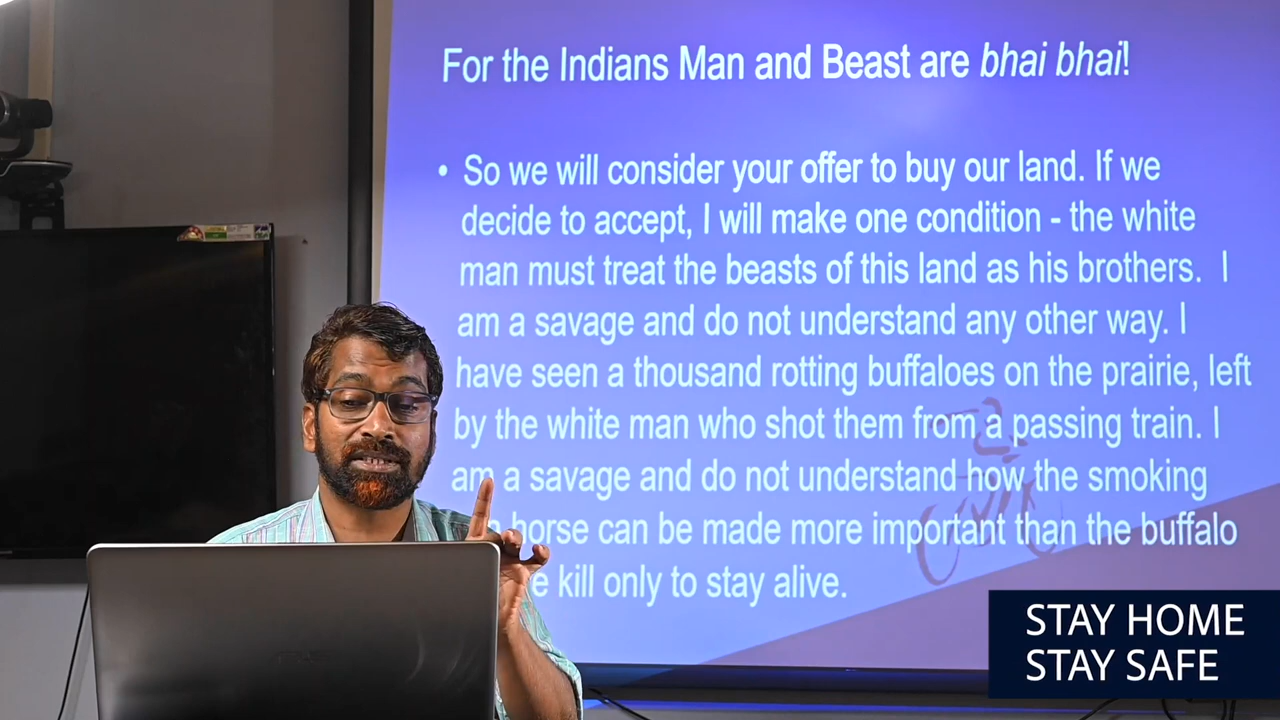 For the Indians Man and Beast are bhai bhai!
• So we will consider your offer to buy our land. If we
decide to accept, I will make one condition - the white
man must treat the beasts of this land as his brothers. I
am a savage and do not understand any other way. I
have seen a thousand rotting buffaloes on the prairie, left
by the white man who shot them from a passing train. I
am a savage and do not understand how the smoking
horse can be made more important than the buffalo
kill only to stay alive.
STAY HOME
STAY SAFE